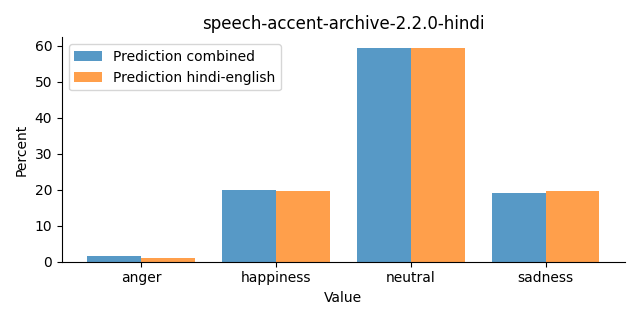 speech-accent-archive-2.2.0-hindi
Prediction combined
Prediction hindi-english
Percent
60
50
40
30
20
10
0
anger happiness neutral sadness
Value